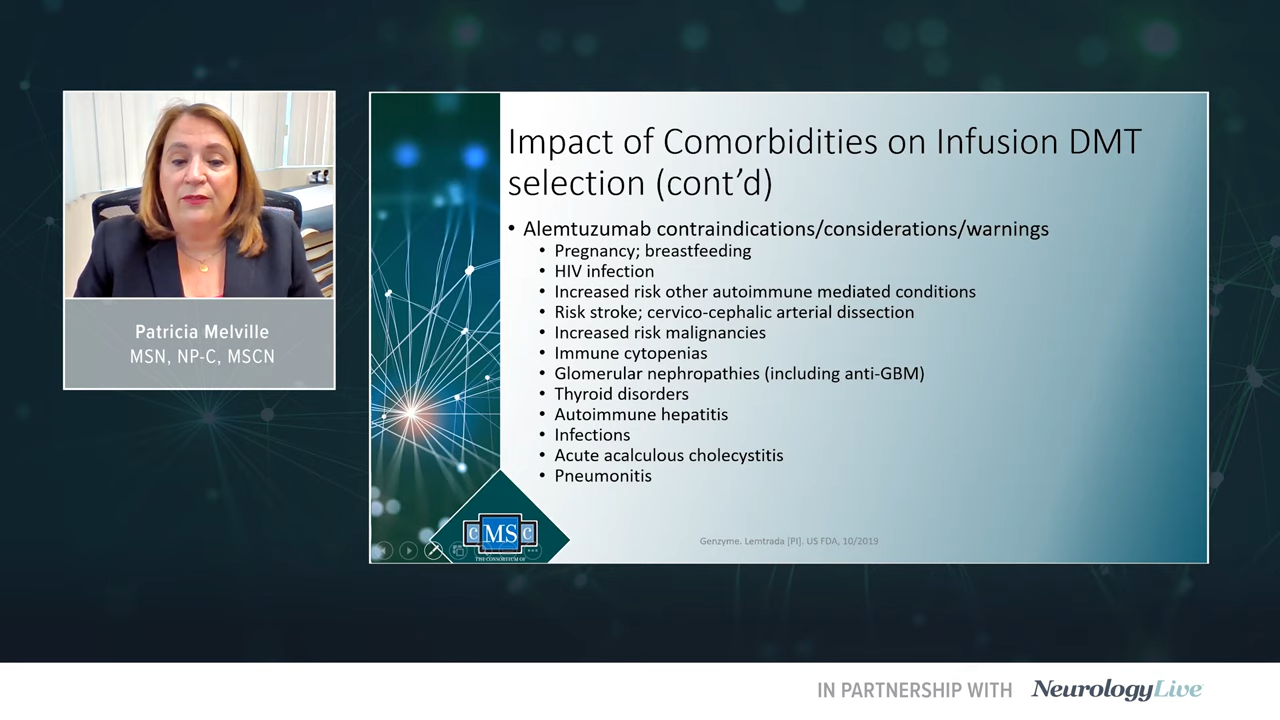 Patricia Melville
MSN, NP-C, MSCN
Impact of Comorbidities on Infusion DMT
selection (cont’d)
• Alemtuzumab contraindications/considerations/warnings
• Pregnancy; breastfeeding
• HIV infection
• Increased risk other autoimmune mediated conditions
• Risk stroke; cervico-cephalic arterial dissection
• Increased risk malignancies
• Immune cytopenias
• Glomerular nephropathies (including anti-GBM)
• Thyroid disorders
• Autoimmune hepatitis
• Infections
• Acute acalculous cholecystitis
• Pneumonitis
CMSC
THE CONSORTIUM OF
Genzyme. Lemtrada [PI]. US FDA, 10/2019
IN PARTNERSHIP WITH NeurologyLive